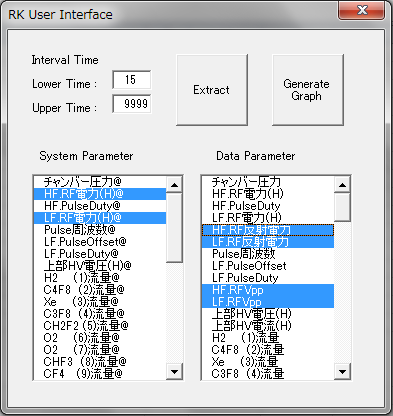 RK User Interface
Interval Time
Lower Time : 15
Upper Time : 9999
Extract
Generate
Graph
System Parameter
チャンバー圧力@
HF.RF電力(H)@
HF.PulseDuty@
LF.RF電力(H)@
Pulse周波数@
LF.PulseOffset@
LF.PulseDuty@
上部HV電圧(H)@
H2 (1)流量@
C4F8 (2)流量@
Xe (3)流量@
C3F8 (4)流量@
CH2F2 (5)流量@
O2 (6)流量@
O2 (7)流量@
CHF3 (8)流量@
CF4 (9)流量@
Data Parameter
チャンバー圧力
HF.RF電力(H)
HF.PulseDuty
LF.RF電力(H)
HF.RF反射電力
LF.RF反射電力
Pulse周波数
LF.PulseOffset
LF.PulseDuty
HF.RFVpp
LF.RFVpp
上部HV電圧(H)
上部HV電流(H)
H2 (1)流量
C4F8 (2)流量
Xe (3)流量
C3F8 (4)流量